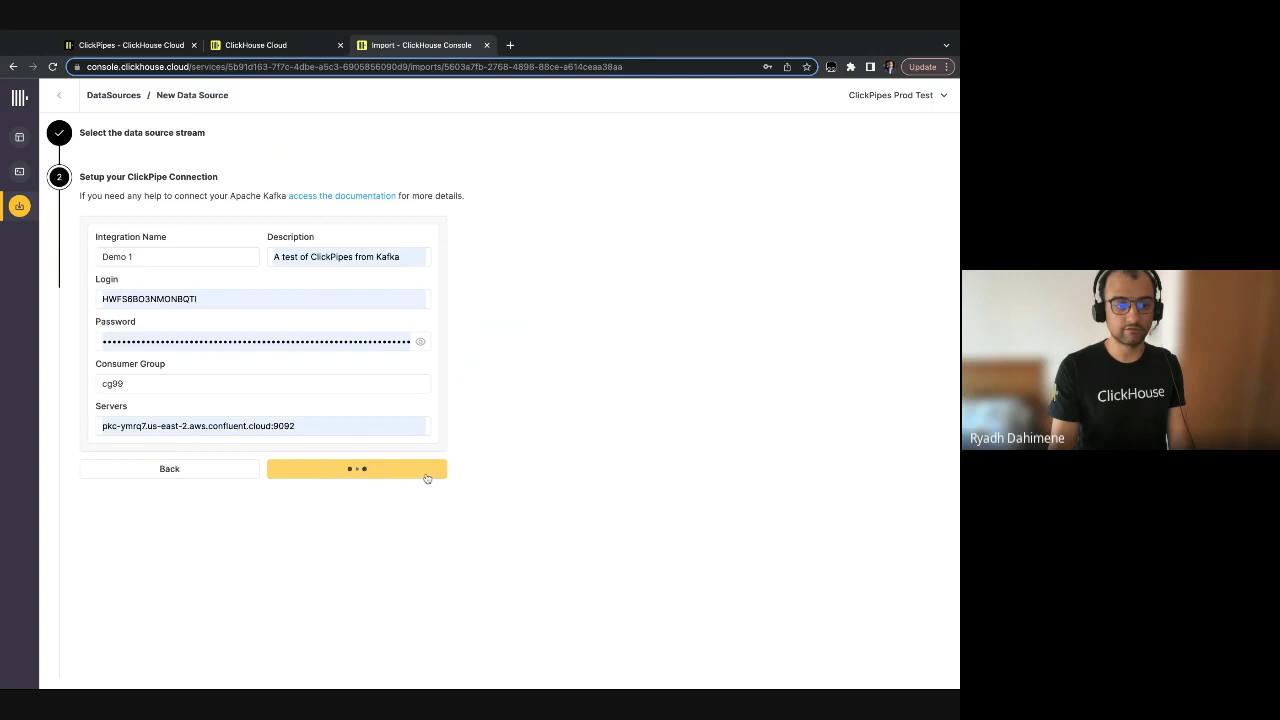 ClickPipes - ClickHouse Cloud
ClickHouse Cloud
Import - ClickHouse Console
console.clickhouse.cloud/services/5b91d163-7f7c-4dbe-a5c3-6905856090d9/imports/5603a7fb-2768-4898-88ce-a614ceaa38aa
Update
DataSources / New Data Source
ClickPipes Prod Test
Select the data source stream
2
Setup your ClickPipe Connection
If you need any help to connect your Apache Kafka access the documentation for more details.
Integration Name
Description
Demo 1
A test of ClickPipes from Kafka
Login
HWFS6BO3NMONBQTI
Password
Consumer Group
cg99
Servers
pkc-ymrq7.us-east-2.aws.confluent.cloud:9092
Back
ClickHouse
Ryadh Dahimene